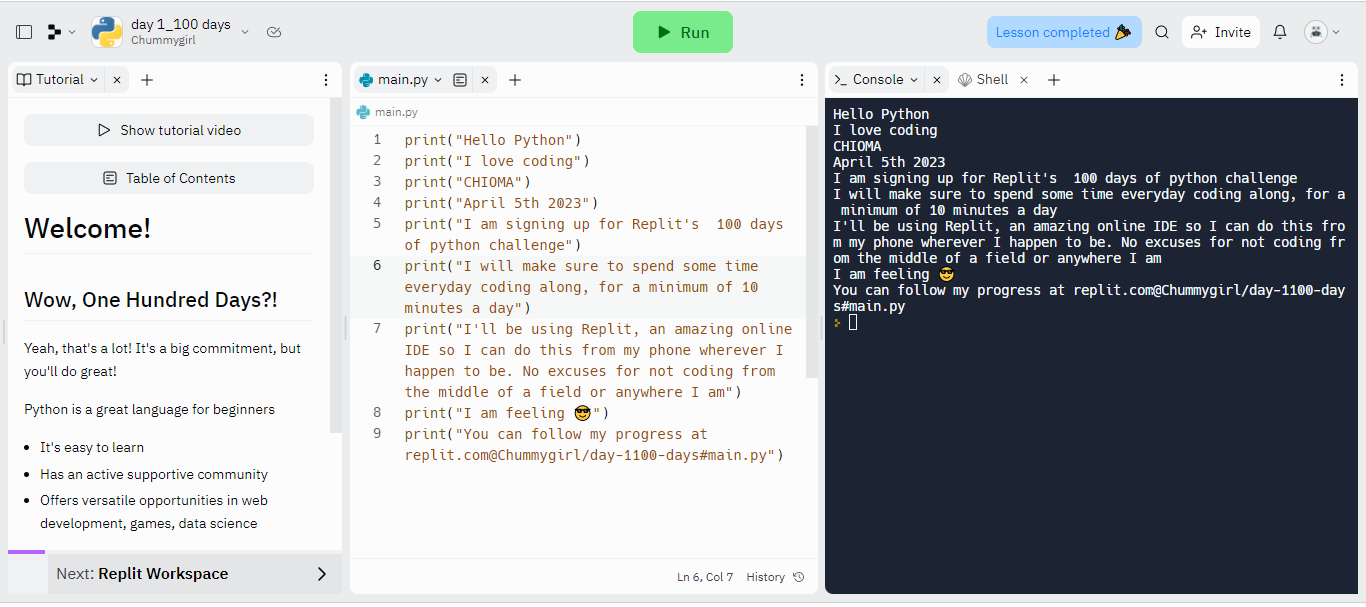 day 1_100 days
Chummygirl
Run
Lesson completed 🎉
Invite
Tutorial
Show tutorial video
Table of Contents
Welcome!
Wow, One Hundred Days?!
Yeah, that's a lot! It's a big commitment, but
you'll do great!
Python is a great language for beginners
It's easy to learn
Has an active supportive community
Offers versatile opportunities in web
development, games, data science
Next: Replit Workspace
main.py
main.py
1 print("Hello Python")
2 print("I love coding")
3 print("CHIOMA")
4 print("April 5th 2023")
5 print("I am signing up for Replit's  100 days
of python challenge")
6 print("I will make sure to spend some time
everyday coding along, for a minimum of 10
minutes a day")
7 print("I'll be using Replit, an amazing online
IDE so I can do this from my phone wherever I
happen to be. No excuses for not coding from
the middle of a field or anywhere I am")
8 print("I am feeling 😎")
9 print("You can follow my progress at
replit.com@Chummygirl/day-1100-days#main.py")
Ln 6, Col 7 History
>_ Console
Shell
Hello Python
I love coding
CHIOMA
April 5th 2023
I am signing up for Replit's  100 days of python challenge
I will make sure to spend some time everyday coding along, for a
 minimum of 10 minutes a day
I'll be using Replit, an amazing online IDE so I can do this fro
m my phone wherever I happen to be. No excuses for not coding fr
om the middle of a field or anywhere I am
I am feeling 😎
You can follow my progress at replit.com@Chummygirl/day-1100-day
s#main.py